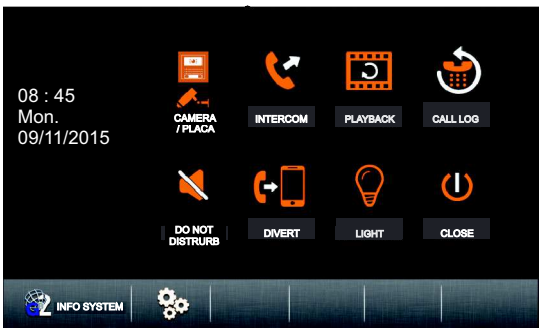 08 : 45
Mon.
09/11/2015
CAMERA
/ PLACA
INTERCOM
PLAYBACK
CALL LOG
DO NOT
DISTRURB
DIVERT
LIGHT
CLOSE
INFO SYSTEM